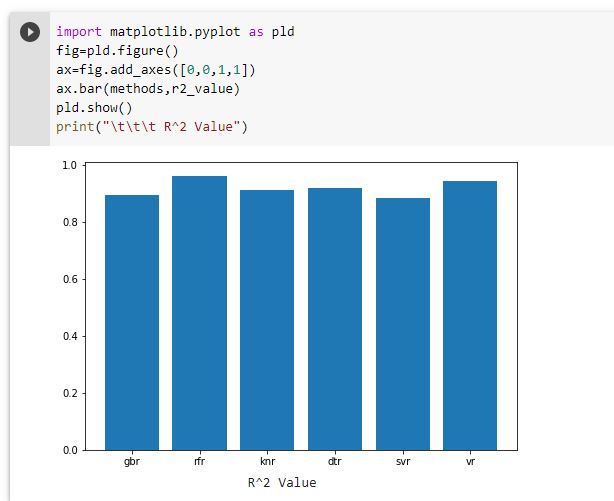 import matplotlib.pyplot as pld
fig=pld.figure()
ax=fig.add_axes([0,0,1,1])
ax.bar(methods,r2_value)
pld.show()
print("\t\t\t R^2 Value")
1.0
0.8
0.6
0.4
0.2
0.0
gbr rfr knr dtr svr vr
R^2 Value